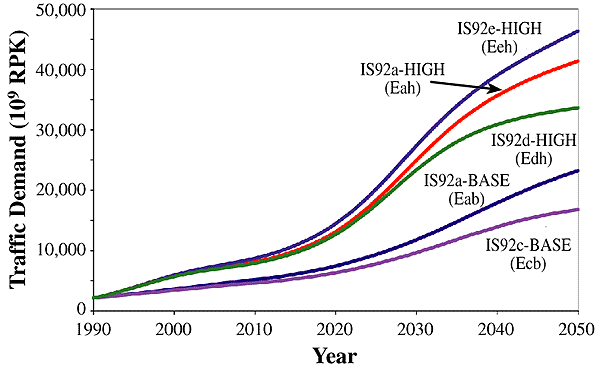 50,000
40,000
30,000
20,000
10,000
0
Traffic Demand (10⁹ RPK)
IS92e-HIGH
(Eeh)
IS92a-HIGH
(Eah)
IS92d-HIGH
(Edh)
IS92a-BASE
(Eab)
IS92c-BASE
(Ecb)
1990 2000 2010 2020 2030 2040 2050
Year